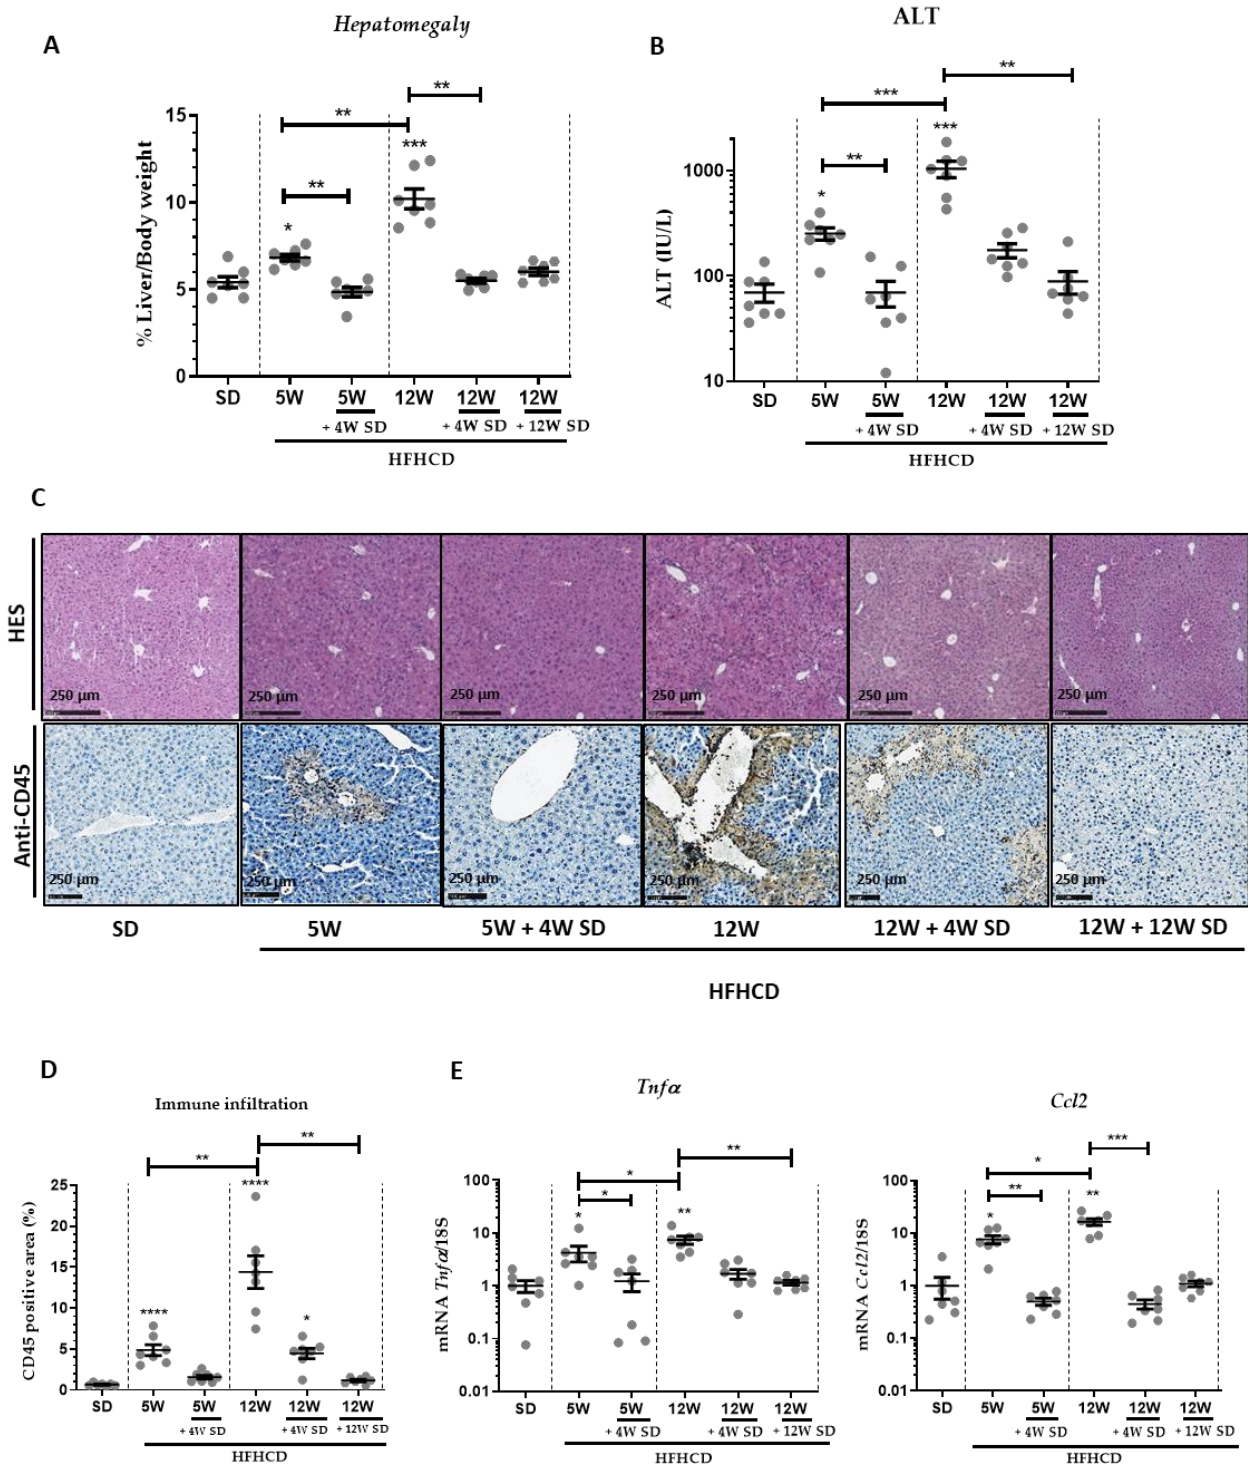 A
Hepatomegaly
% Liver/Body weight
15
10
5
0
**
**
**
*
***
SD
5W
5W
+ 4W SD
12W
12W
+ 4W SD
12W
+ 12W SD
HFHCD
B
ALT
ALT (IU/L)
1000
100
10
**
***
**
*
***
SD
5W
5W
+ 4W SD
12W
12W
+ 4W SD
12W
+ 12W SD
HFHCD
C
HES
250 µm
250 µm
250 µm
250 µm
250 µm
250 µm
Anti-CD45
250 µm
250 µm
250 µm
250 µm
250 µm
250 µm
SD
5W
5W + 4W SD
12W
12W + 4W SD
12W + 12W SD
HFHCD
D
Immune infiltration
CD45 positive area (%)
25
20
15
10
5
0
**
**
****
****
*
SD
5W
5W
+ 4W SD
12W
12W
+ 4W SD
12W
+ 12W SD
HFHCD
E
Tnfα
mRNA Tnfα/18S
100
10
1
0.1
0.01
**
*
*
*
**
SD
5W
5W
+ 4W SD
12W
12W
+ 4W SD
12W
+ 12W SD
HFHCD
Ccl2
mRNA Ccl2/18S
100
10
1
0.1
0.01
***
*
**
*
**
SD
5W
5W
+ 4W SD
12W
12W
+ 4W SD
12W
+ 12W SD
HFHCD